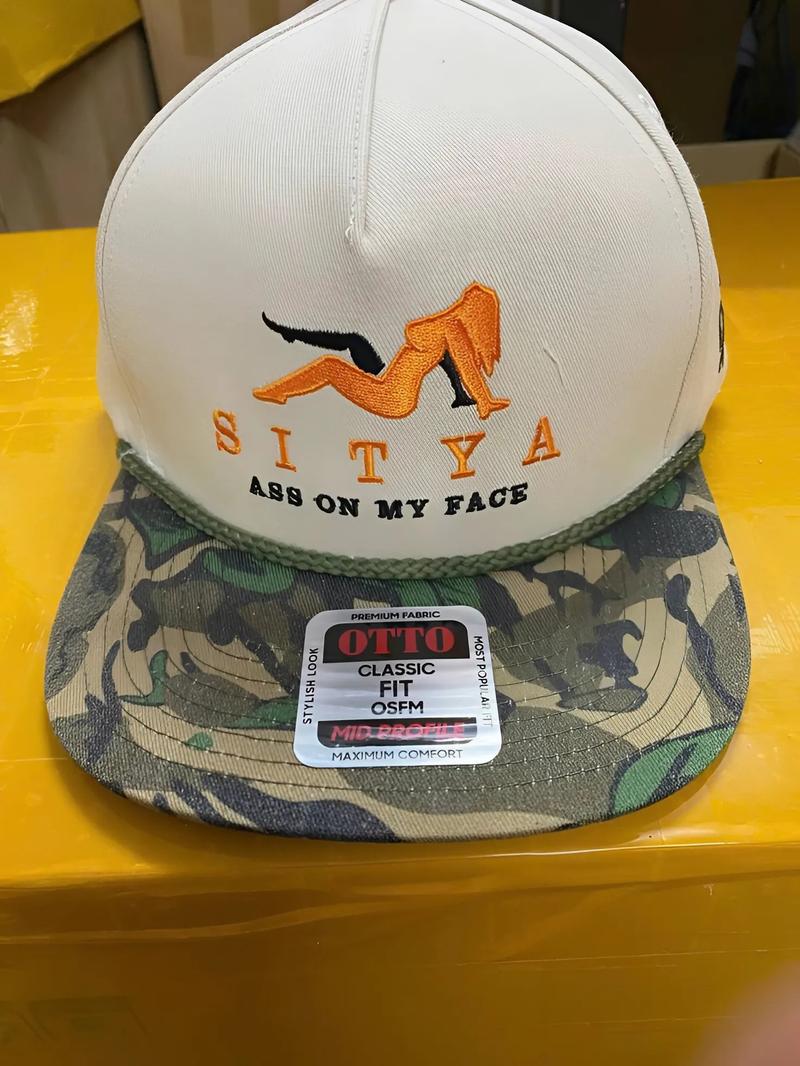 S I T Y A
ASS ON MY FACE
PREMIUM FABRIC
OTTO
STYLISH LOOK
CLASSIC
FIT
OSFM
MOST POPULAR FIT
MID PROFILE
MAXIMUM COMFORT